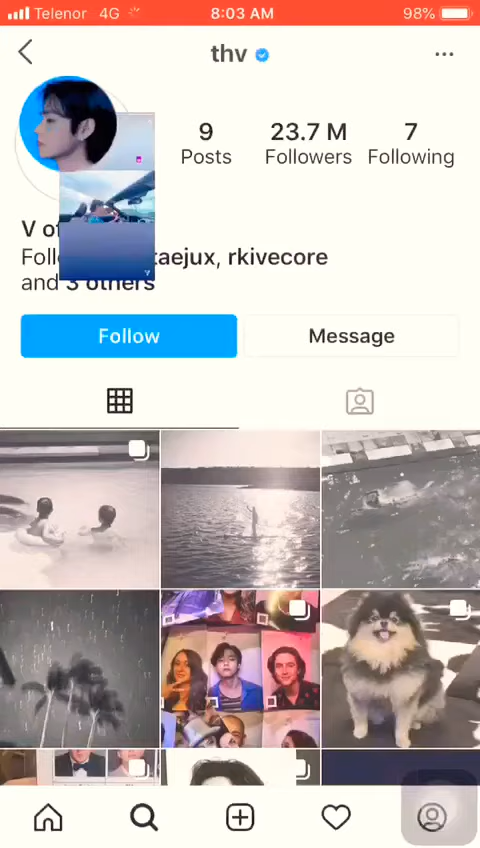 Telenor 4G 8:03 AM 98%
thv
9 23.7 M 7
Posts Followers Following
V of
Foll taejux, rkivecore
and 3 others
Follow Message